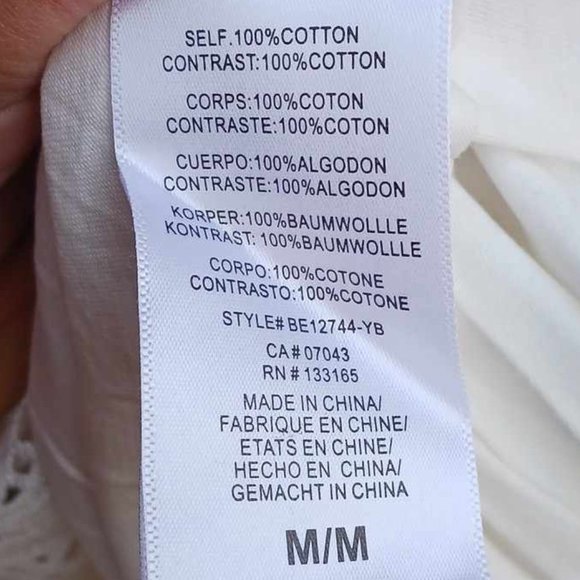 SELF.100%COTTON
CONTRAST:100%COTTON
CORPS:100%COTON
CONTRASTE:100%COTON
CUERPO:100%ALGODON
CONTRASTE:100%ALGODON
KORPER:100%BAUMWOLLLE
KONTRAST: 100%BAUMWOLLLE
CORPO:100%COTONE
CONTRASTO:100%COTONE
STYLE# BE12744-YB
CA# 07043
RN # 133165
MADE IN CHINA/
FABRIQUE EN CHINE/
ETATS EN CHINE/
HECHO EN CHINA/
GEMACHT IN CHINA
M/M